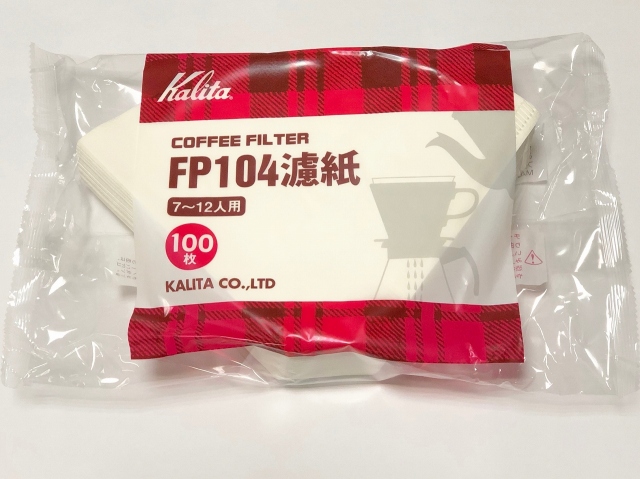 Kalita
COFFEE FILTER
FP104濾紙
7〜12人用
100
枚
KALITA CO.,LTD